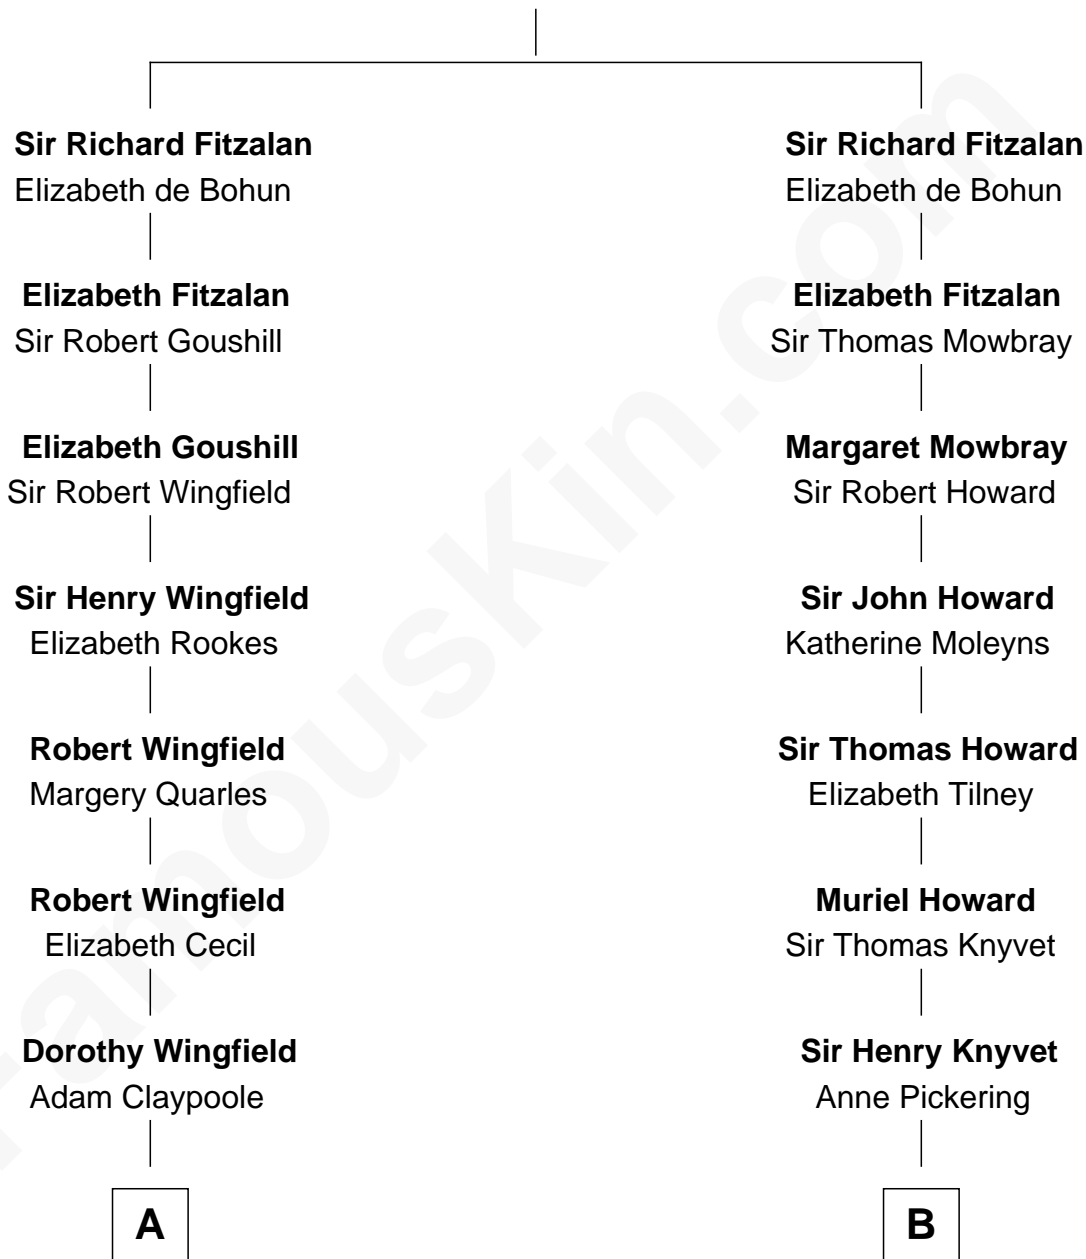 Sir Richard Fitzalan
Elizabeth de Bohun
Elizabeth Fitzalan
Sir Robert Goushill
Elizabeth Goushill
Sir Robert Wingfield
Sir Henry Wingfield
Elizabeth Rookes
Robert Wingfield
Margery Quarles
Robert Wingfield
Elizabeth Cecil
Dorothy Wingfield
Adam Claypoole
A
Sir Richard Fitzalan
Elizabeth de Bohun
Elizabeth Fitzalan
Sir Thomas Mowbray
Margaret Mowbray
Sir Robert Howard
Sir John Howard
Katherine Moleyns
Sir Thomas Howard
Elizabeth Tilney
Muriel Howard
Sir Thomas Knyvet
Sir Henry Knyvet
Anne Pickering
B
FamousKin.com